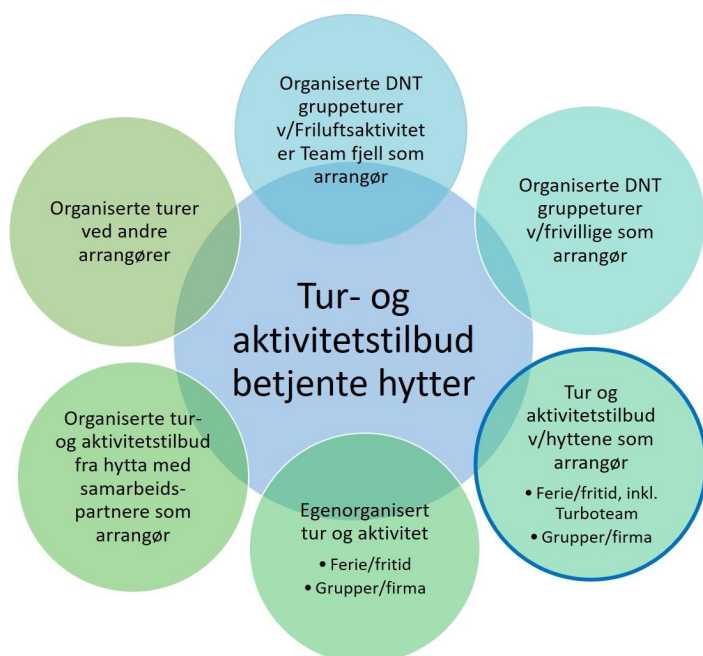 Organiserte DNT
gruppeturer
v/Friluftsaktivitet
er Team fjell som
arrangør
Organiserte DNT
gruppeturer
v/frivillige som
arrangør
Tur og
aktivitetstilbud
v/hyttene som
arrangør
• Ferie/fritid, inkl.
Turboteam
• Grupper/firma
Egenorganisert
tur og aktivitet
• Ferie/fritid
• Grupper/firma
Organiserte tur-
og aktivitetstilbud
fra hytta med
samarbeids-
partnere som
arrangør
Organiserte turer
ved andre
arrangører
Tur- og
aktivitetstilbud
betjente hytter